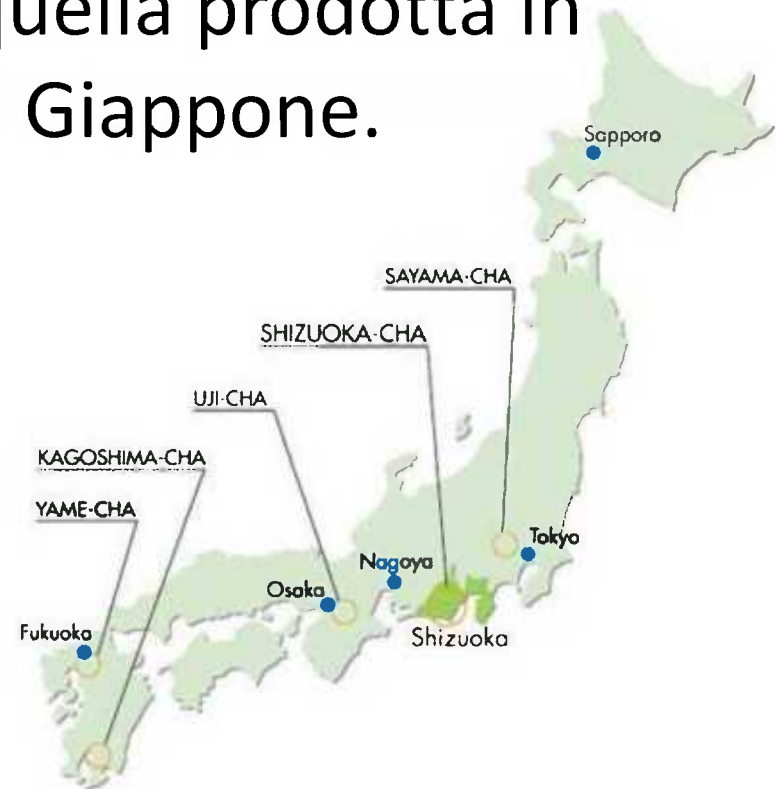 quella prodotta in
Giappone.
Sapporo
SAYAMA-CHA
SHIZUOKA-CHA
UJI-CHA
KAGOSHIMA-CHA
YAME-CHA
Tokyo
Nagoya
Osaka
Fukuoka
Shizuoka